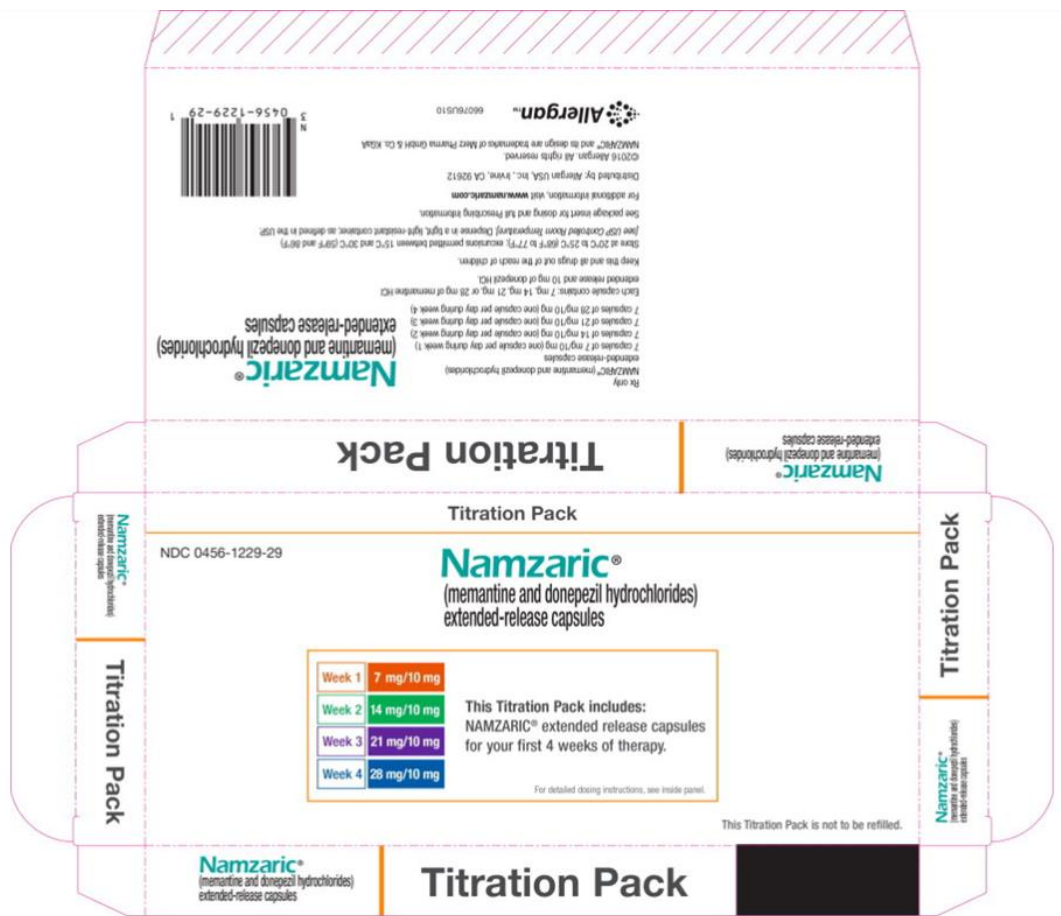 Allergan™ 66076US10
N
3 0456-1229-29 1
NAMZARIC® and its design are trademarks of Merz Pharma GmbH & Co. KGaA
©2016 Allergan. All rights reserved.
Distributed by: Allergan USA, Inc., Irvine, CA 92612
For additional information, visit www.namzaric.com
See package insert for dosing and full Prescribing Information.
[see USP Controlled Room Temperature]. Dispense in a tight, light-resistant container, as defined in the USP.
Store at 20°C to 25°C (68°F to 77°F); excursions permitted between 15°C and 30°C (59°F and 86°F)
Keep this and all drugs out of the reach of children.
extended release and 10 mg of donepezil HCl.
Each capsule contains: 7 mg, 14 mg, 21 mg, or 28 mg of memantine HCl
7 capsules of 28 mg/10 mg (one capsule per day during week 4)
7 capsules of 21 mg/10 mg (one capsule per day during week 3)
7 capsules of 14 mg/10 mg (one capsule per day during week 2)
7 capsules of 7 mg/10 mg (one capsule per day during week 1)
extended-release capsules
NAMZARIC® (memantine and donepezil hydrochlorides)
Rx only
Namzaric®
(memantine and donepezil hydrochlorides)
extended-release capsules
Titration Pack
Namzaric®
(memantine and donepezil hydrochlorides)
extended-release capsules
Titration Pack
NDC 0456-1229-29
Namzaric®
(memantine and donepezil hydrochlorides)
extended-release capsules
Week 1 7 mg/10 mg
Week 2 14 mg/10 mg
Week 3 21 mg/10 mg
Week 4 28 mg/10 mg
This Titration Pack includes:
NAMZARIC® extended release capsules
for your first 4 weeks of therapy.
For detailed dosing instructions, see inside panel.
This Titration Pack is not to be refilled.
Namzaric®
(memantine and donepezil hydrochlorides)
extended-release capsules
Titration Pack
Titration Pack
Namzaric®
(memantine and donepezil hydrochlorides)
extended-release capsules
Namzaric®
(memantine and donepezil hydrochlorides)
extended-release capsules
Titration Pack